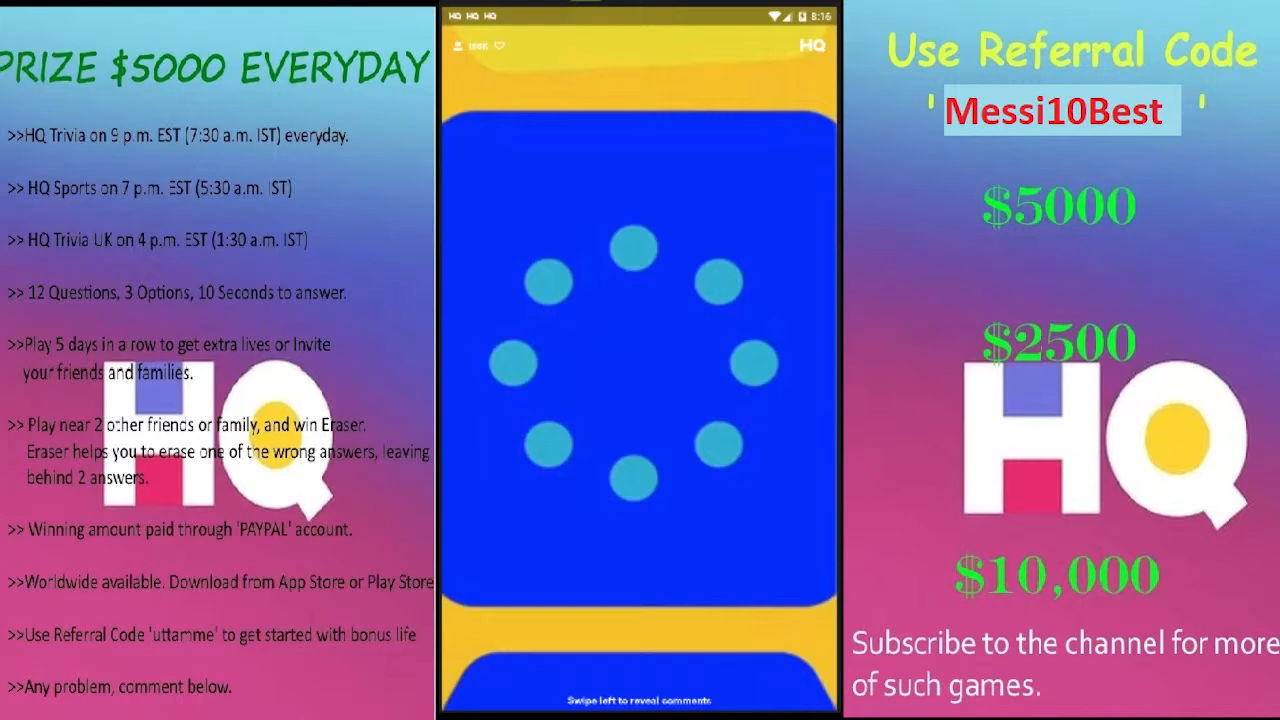 PRIZE $5000 EVERYDAY
>>HQ Trivia on 9 p.m. EST (7:30 a.m. IST) everyday.
>> HQ Sports on 7 p.m. EST (5:30 a.m. IST)
>> HQ Trivia UK on 4 p.m. EST (1:30 a.m. IST)
>> 12 Questions, 3 Options, 10 Seconds to answer.
>>Play 5 days in a row to get extra lives or Invite
your friends and families.
>> Play near 2 other friends or family, and win Eraser.
Eraser helps you to erase one of the wrong answers, leaving
behind 2 answers.
>> Winning amount paid through 'PAYPAL' account.
>>Worldwide available. Download from App Store or Play Store
>>Use Referral Code 'uttamme' to get started with bonus life
>>Any problem, comment below.
HQ
HQ HQ HQ
8:16
HQ
Swipe left to reveal comments
Use Referral Code
' Messi10Best '
$5000
$2500
HQ
$10,000
Subscribe to the channel for more
of such games.